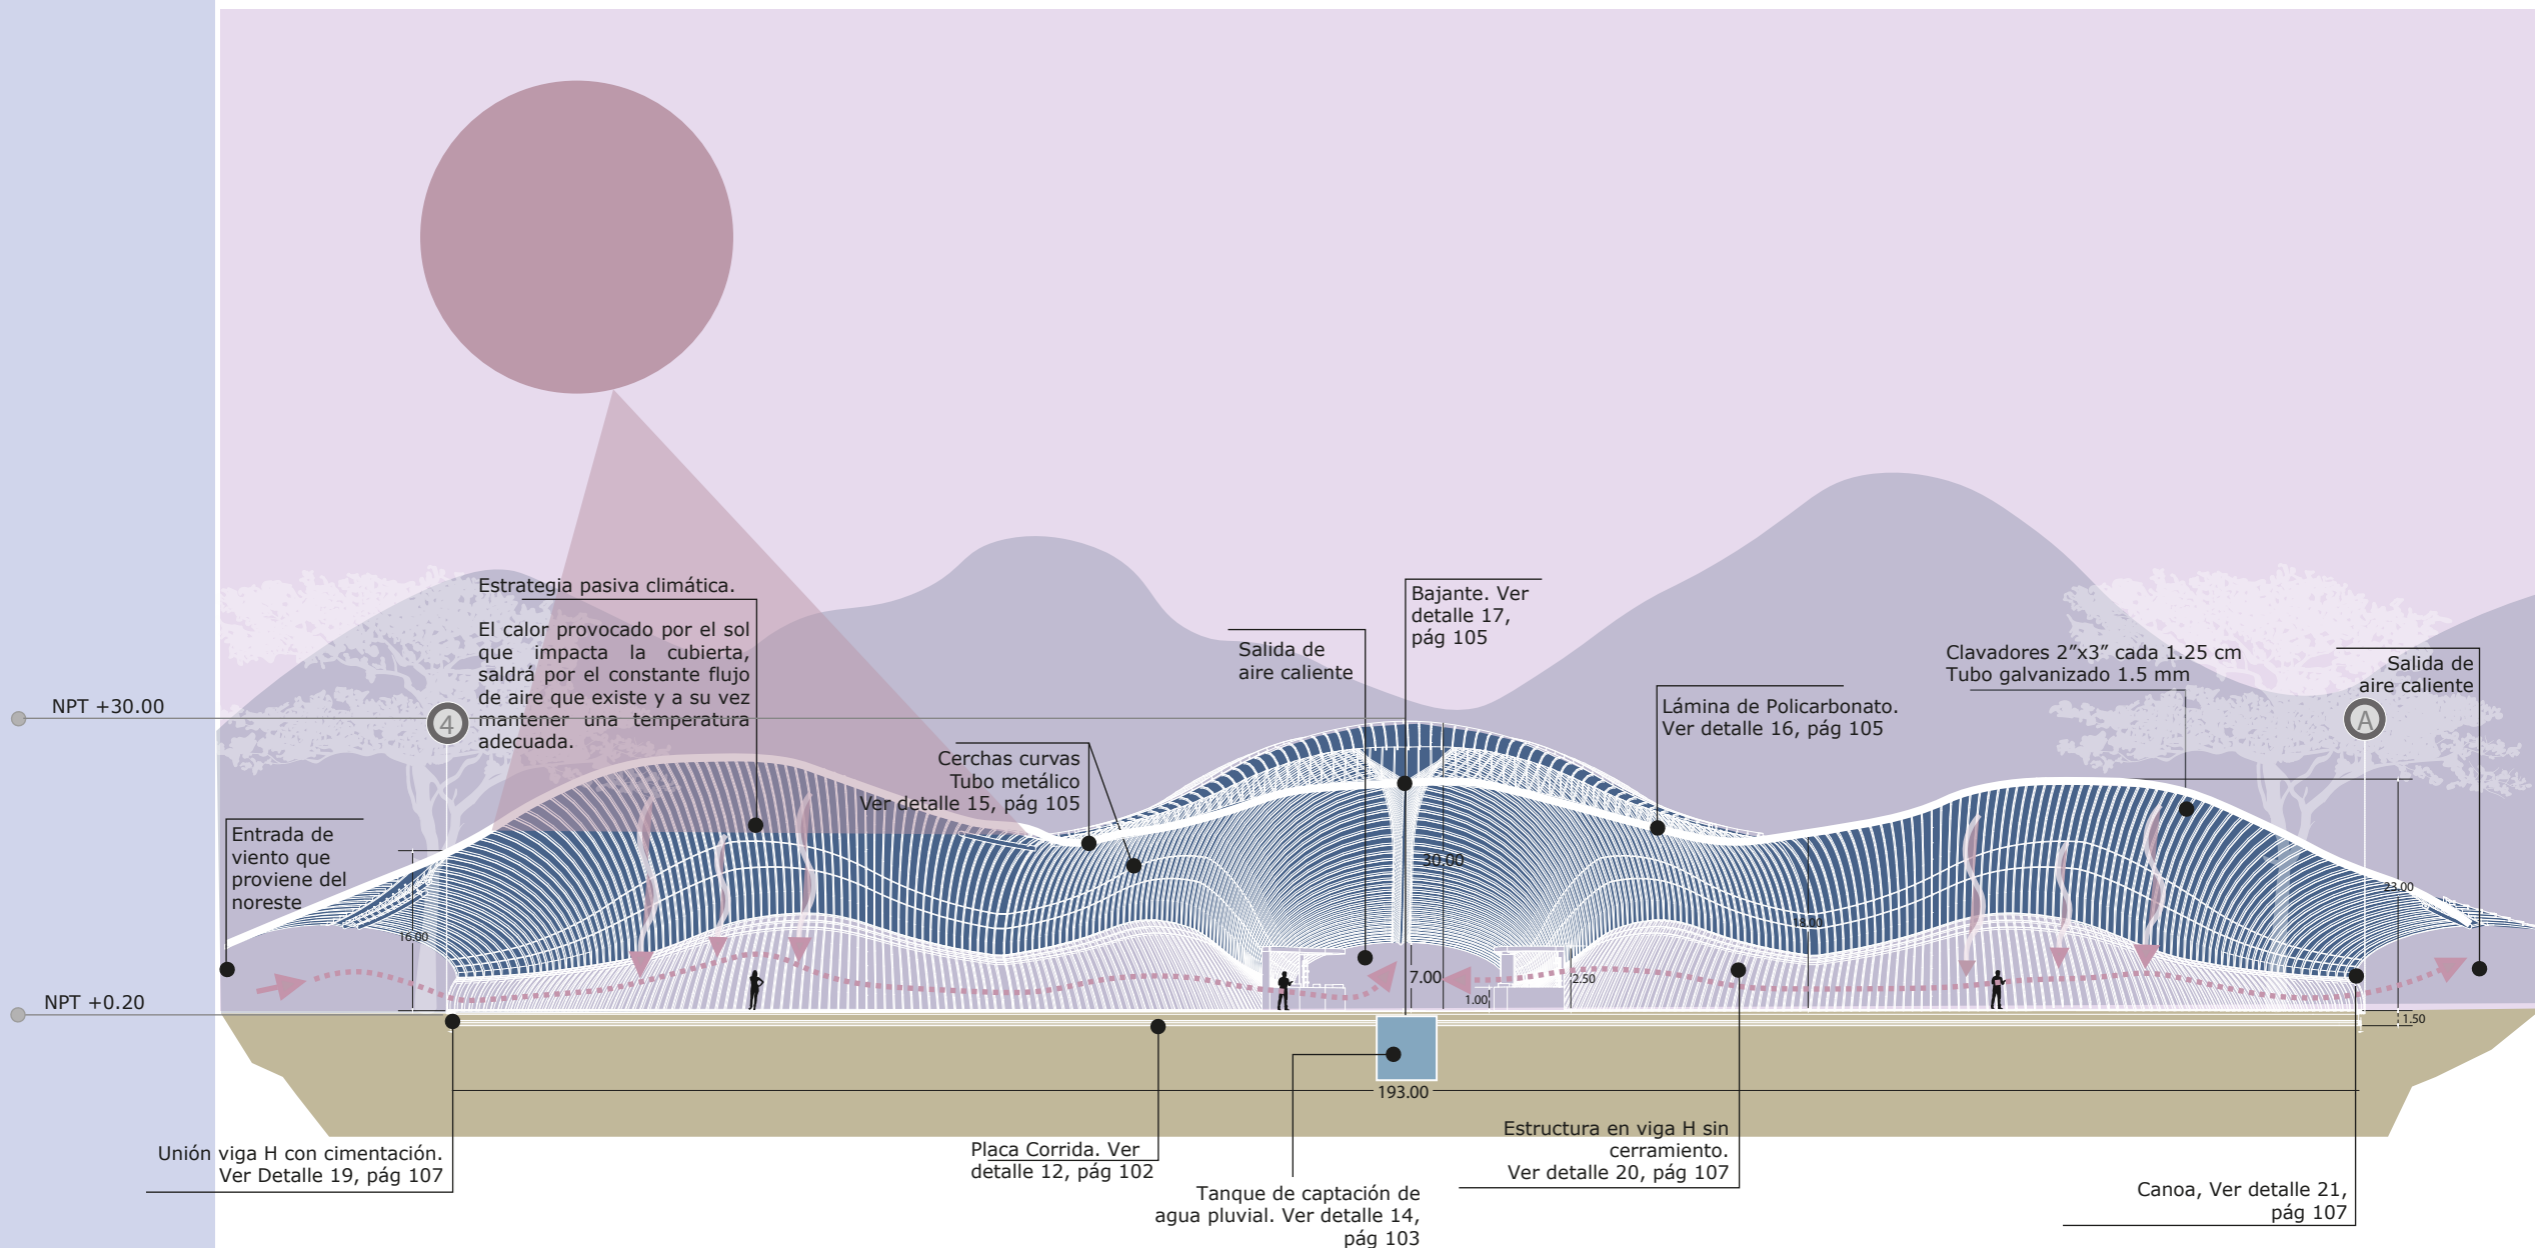 Estrategia pasiva climática.
El calor provocado por el sol
que impacta la cubierta,
saldrá por el constante flujo
de aire que existe y a su vez
mantener una temperatura
adecuada.
Bajante. Ver
detalle 17,
pág 105
Salida de
aire caliente
Clavadores 2”x3” cada 1.25 cm
Tubo galvanizado 1.5 mm
Salida de
aire caliente
NPT +30.00
4
A
Lámina de Policarbonato.
Ver detalle 16, pág 105
Cerchas curvas
Tubo metálico
Ver detalle 15, pág 105
Entrada de
viento que
proviene del
noreste
30.00
23.00
18.00
16.00
7.00
2.50
1.00
NPT +0.20
1.50
193.00
Unión viga H con cimentación.
Ver Detalle 19, pág 107
Placa Corrida. Ver
detalle 12, pág 102
Tanque de captación de
agua pluvial. Ver detalle 14,
pág 103
Estructura en viga H sin
cerramiento.
Ver detalle 20, pág 107
Canoa, Ver detalle 21,
pág 107